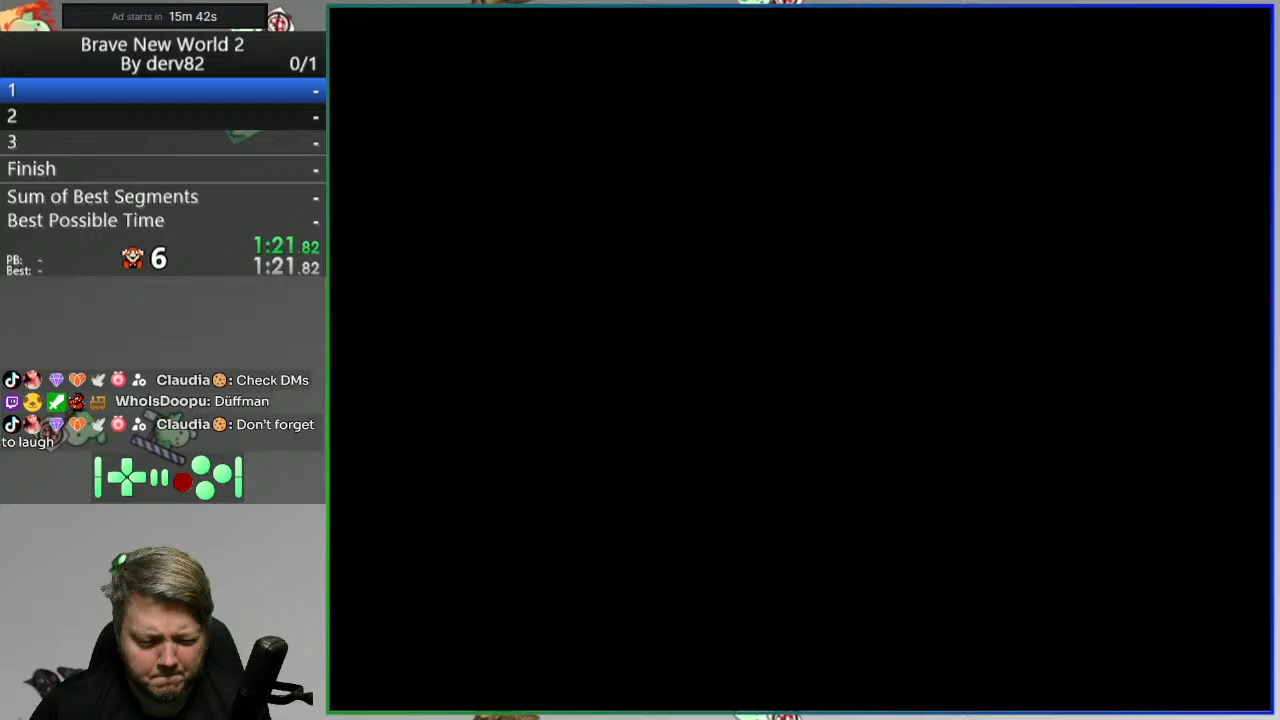 Ad starts in 15m 42s
Brave New World 2
By derv82 0/1
1 -
2 -
3 -
Finish -
Sum of Best Segments -
Best Possible Time -
PB: - 6 1:21.82
Best: - 1:21.82
Claudia: Check DMs
WhoIsDoopu: Düffman
Claudia: Don't forget
to laugh